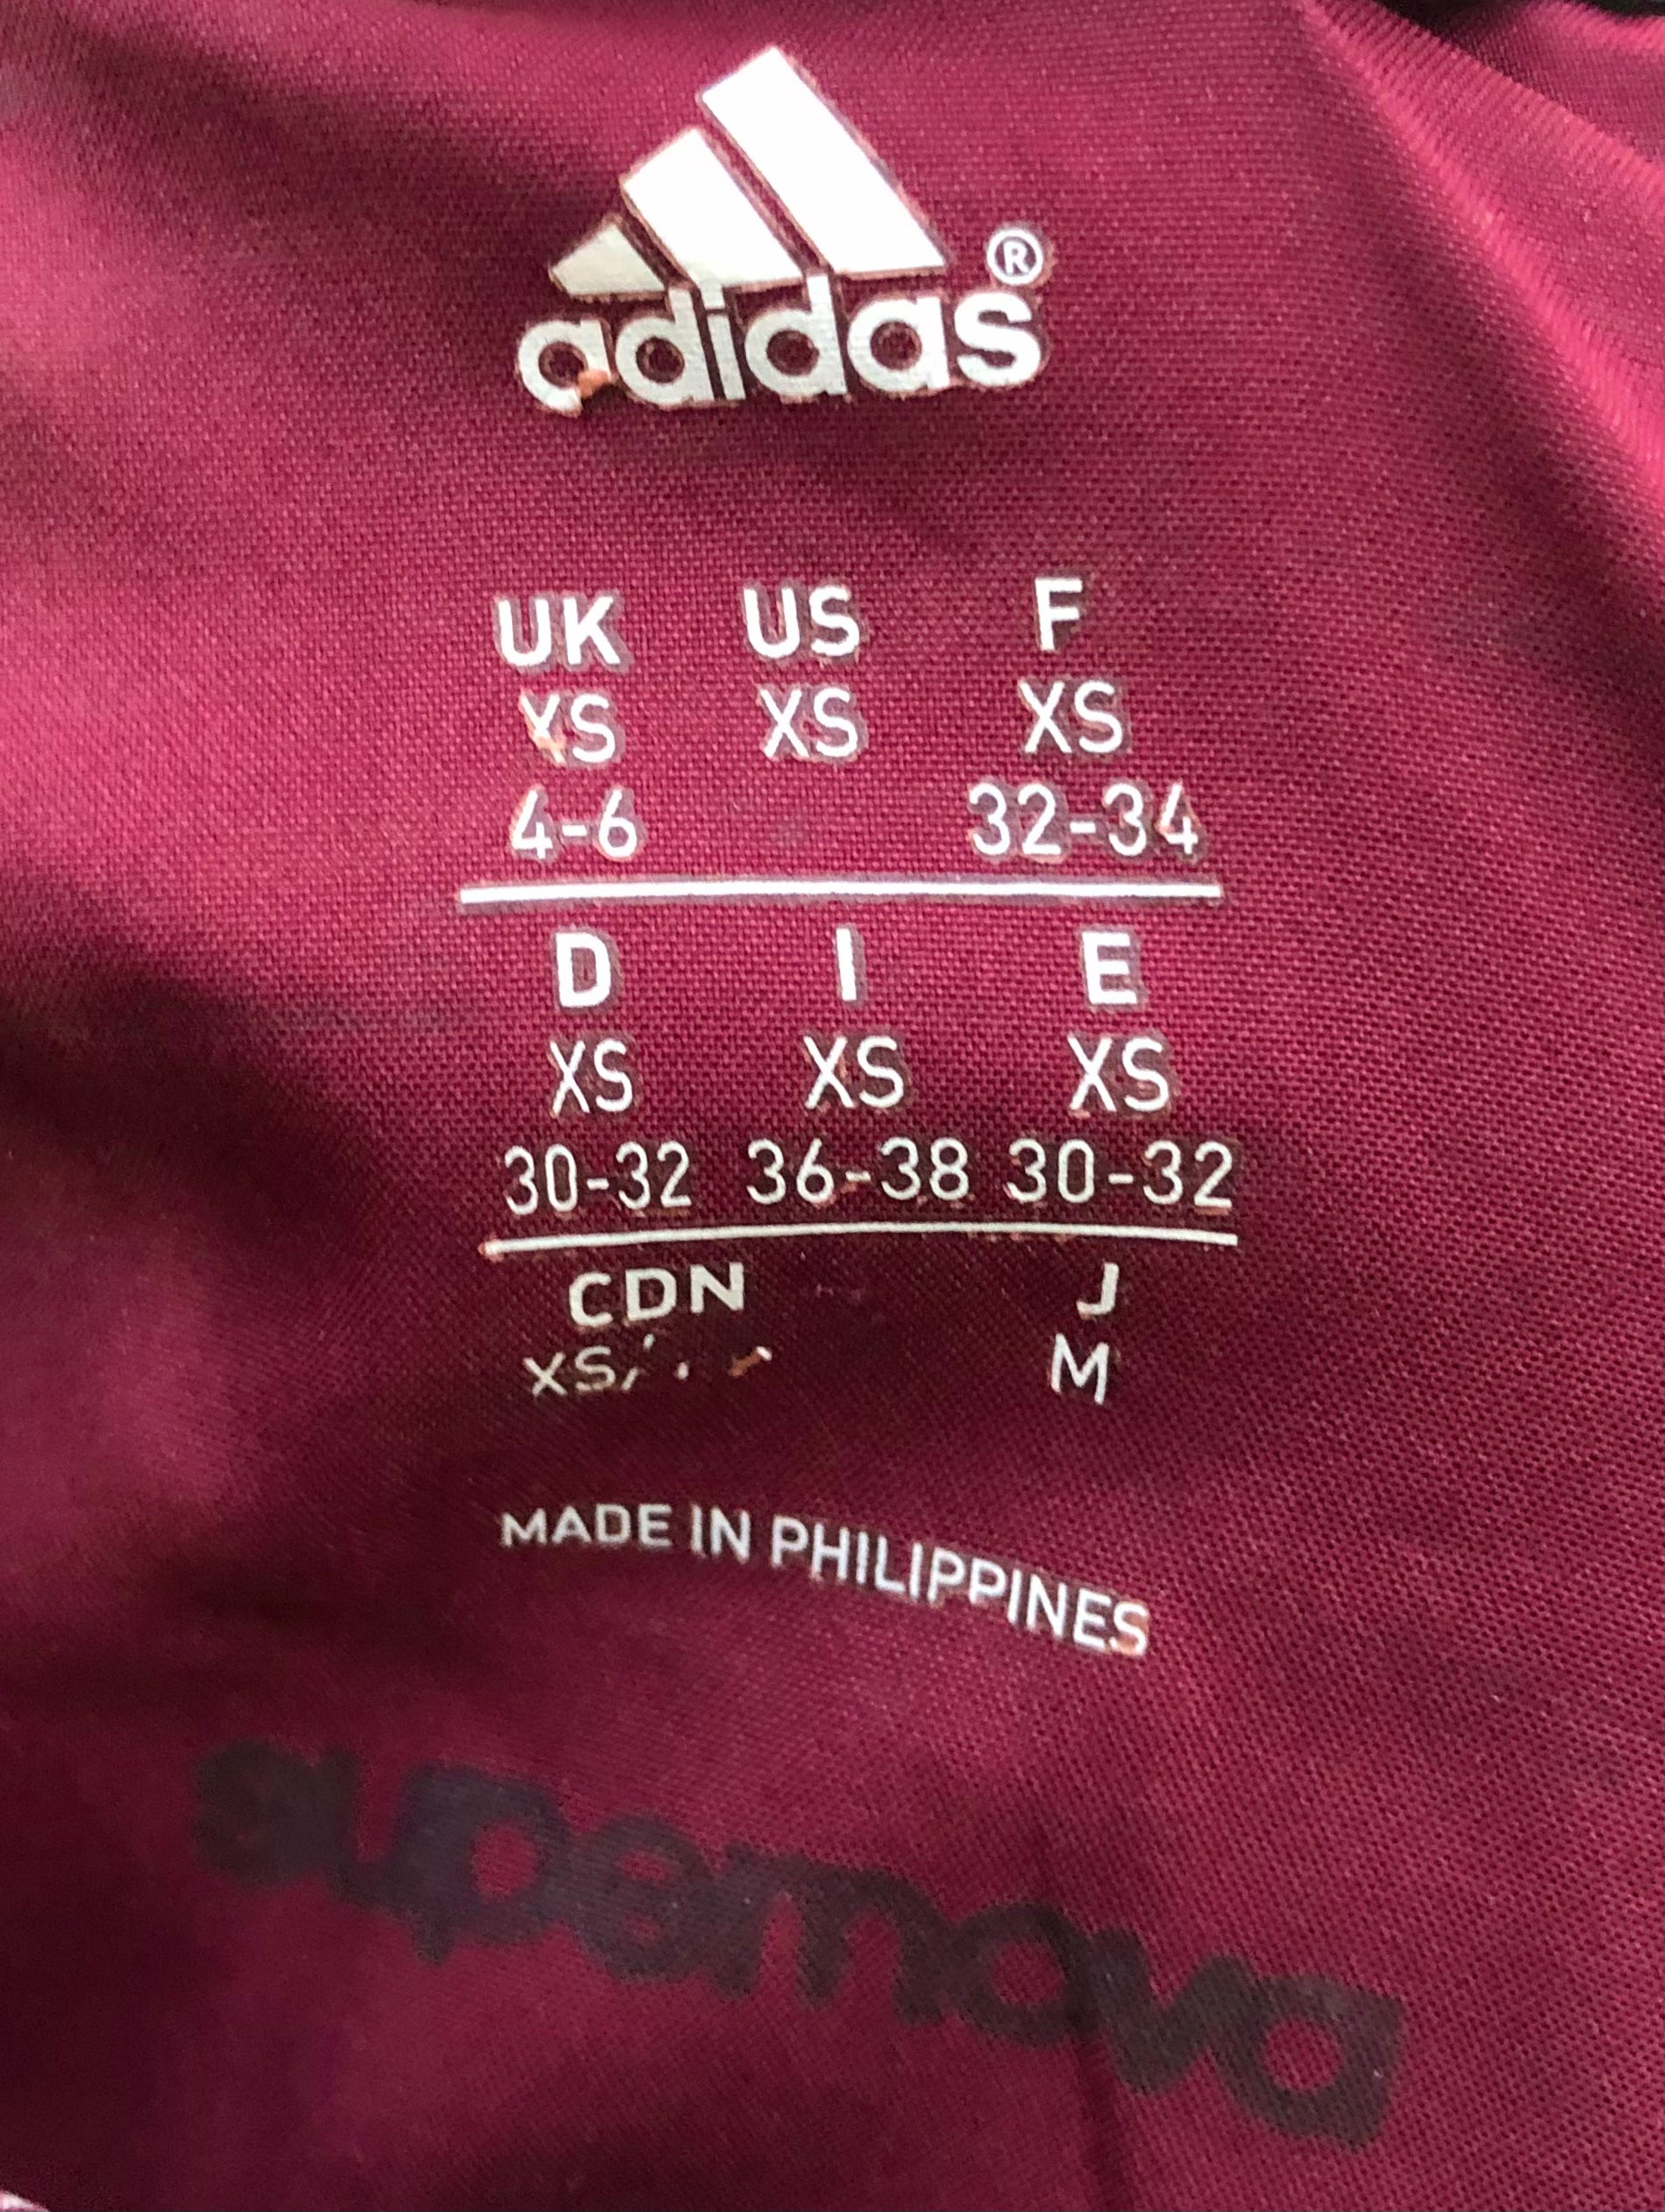 adidas®
UK US F
XS XS XS
4-6 32-34
D I E
XS XS XS
30-32 36-38 30-32
CDN J
XS/ M
MADE IN PHILIPPINES
supernova